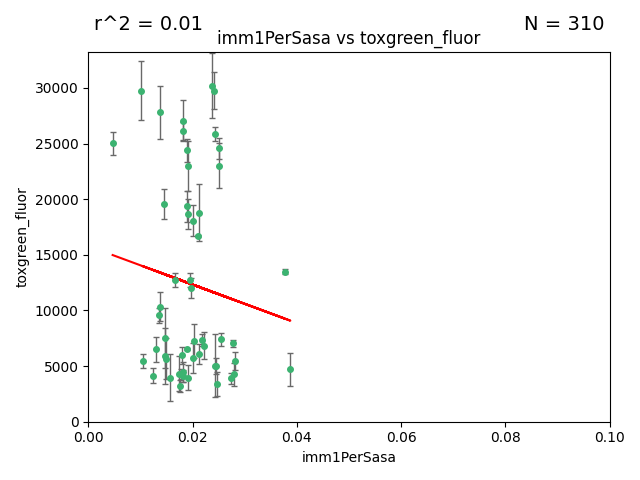 r^2 = 0.01
N = 310
imm1PerSasa vs toxgreen_fluor
30000
25000
20000
15000
10000
5000
0
toxgreen_fluor
0.00
0.02
0.04
0.06
0.08
0.10
imm1PerSasa